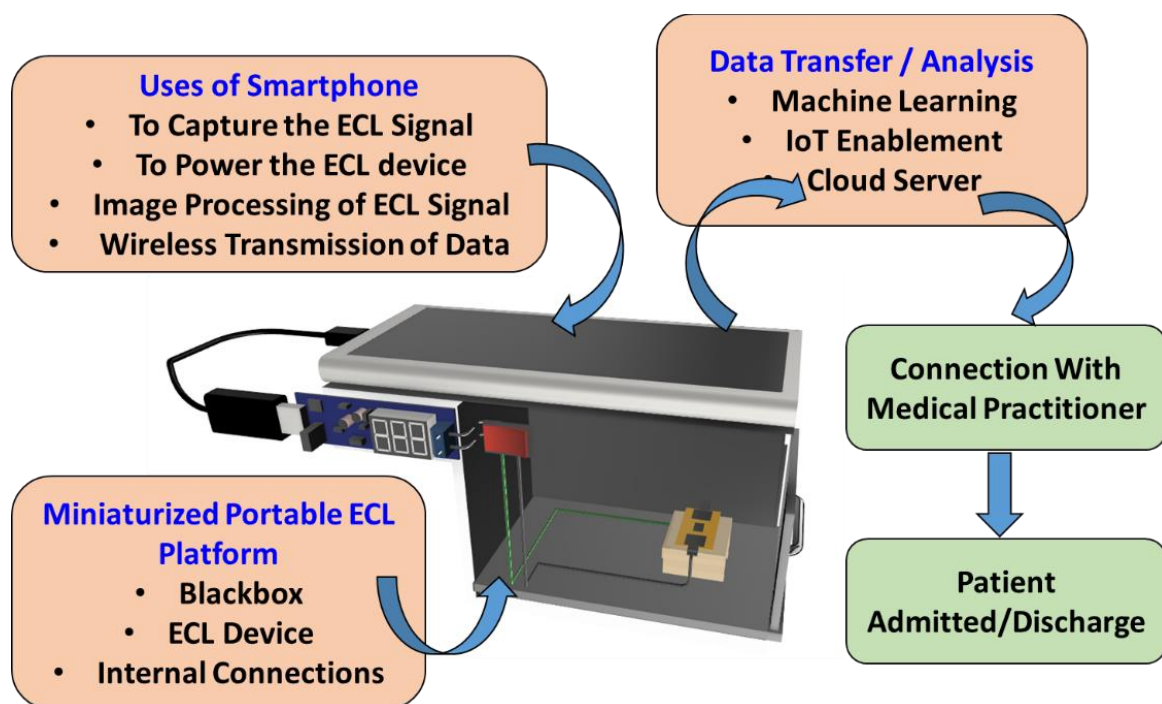 Uses of Smartphone
• To Capture the ECL Signal
• To Power the ECL device
• Image Processing of ECL Signal
• Wireless Transmission of Data
Data Transfer / Analysis
• Machine Learning
• IoT Enablement
• Cloud Server
Miniaturized Portable ECL
Platform
• Blackbox
• ECL Device
• Internal Connections
Connection With
Medical Practitioner
Patient
Admitted/Discharge